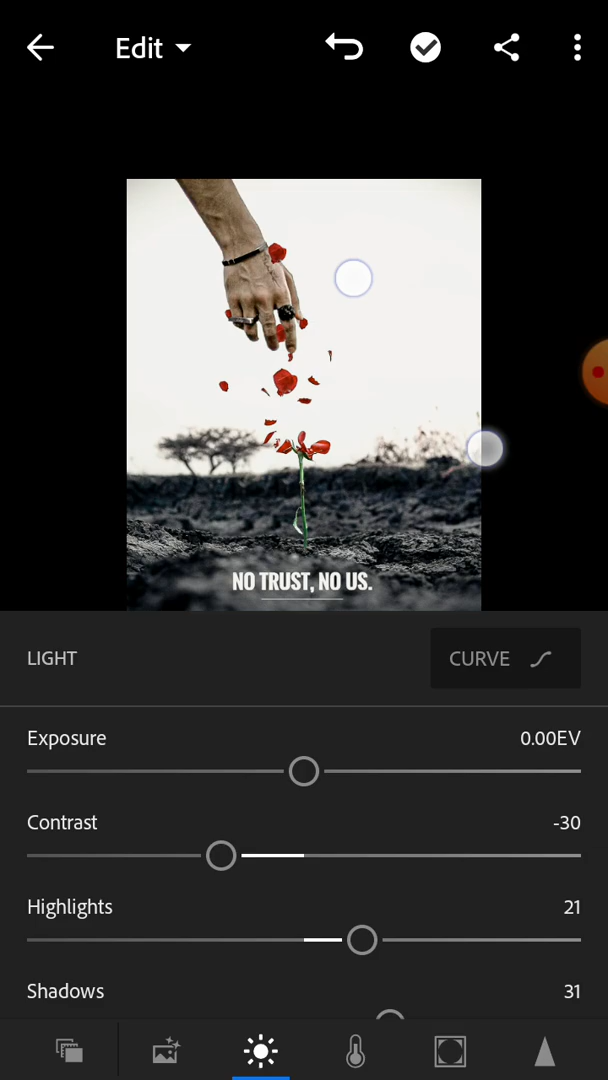 Edit
NO TRUST, NO US.
LIGHT
CURVE
Exposure
0.00EV
Contrast
-30
Highlights
21
Shadows
31